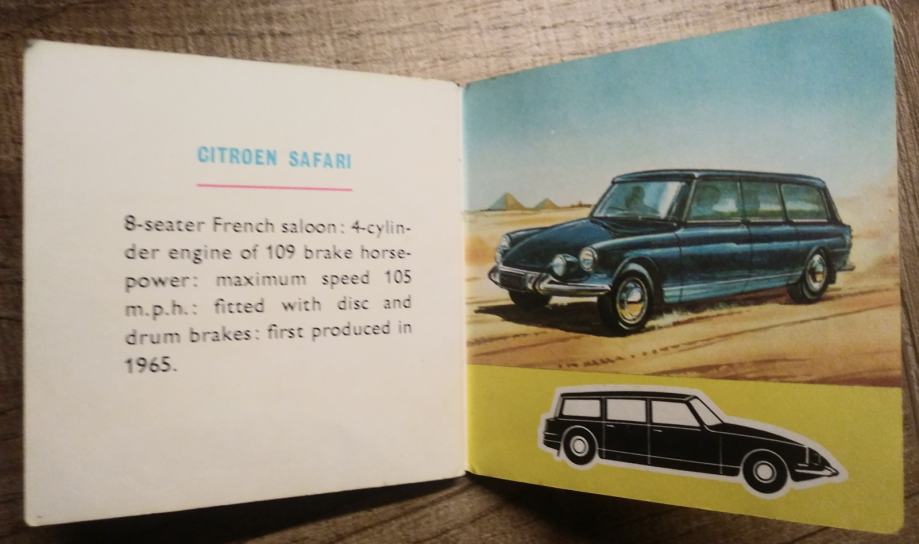 CITROEN SAFARI
8-seater French saloon: 4-cylin-
der engine of 109 brake horse-
power: maximum speed 105
m.p.h.: fitted with disc and
drum brakes: first produced in
1965.